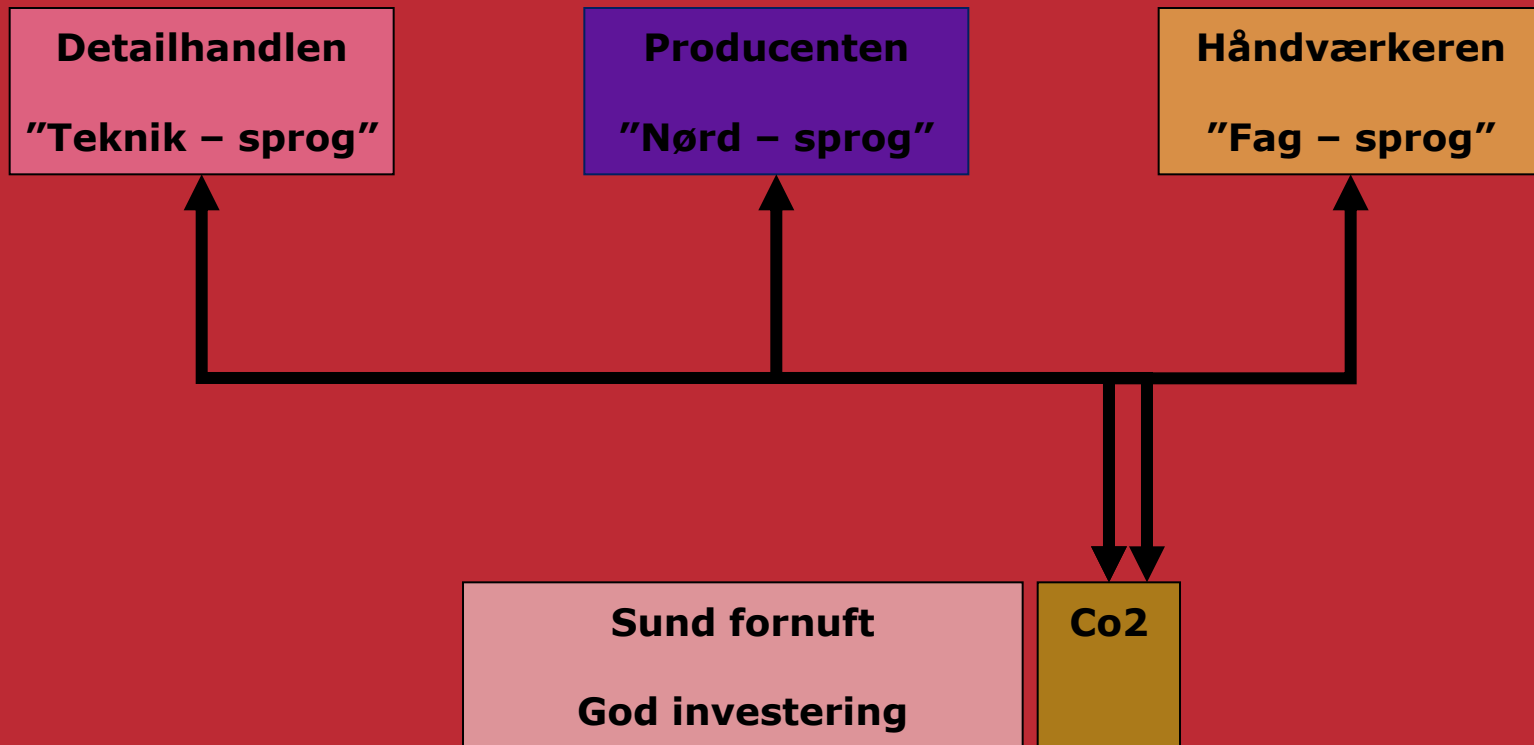 Detailhandlen
”Teknik – sprog”
Producenten
”Nørd – sprog”
Håndværkeren
”Fag – sprog”
Sund fornuft
God investering
Co2